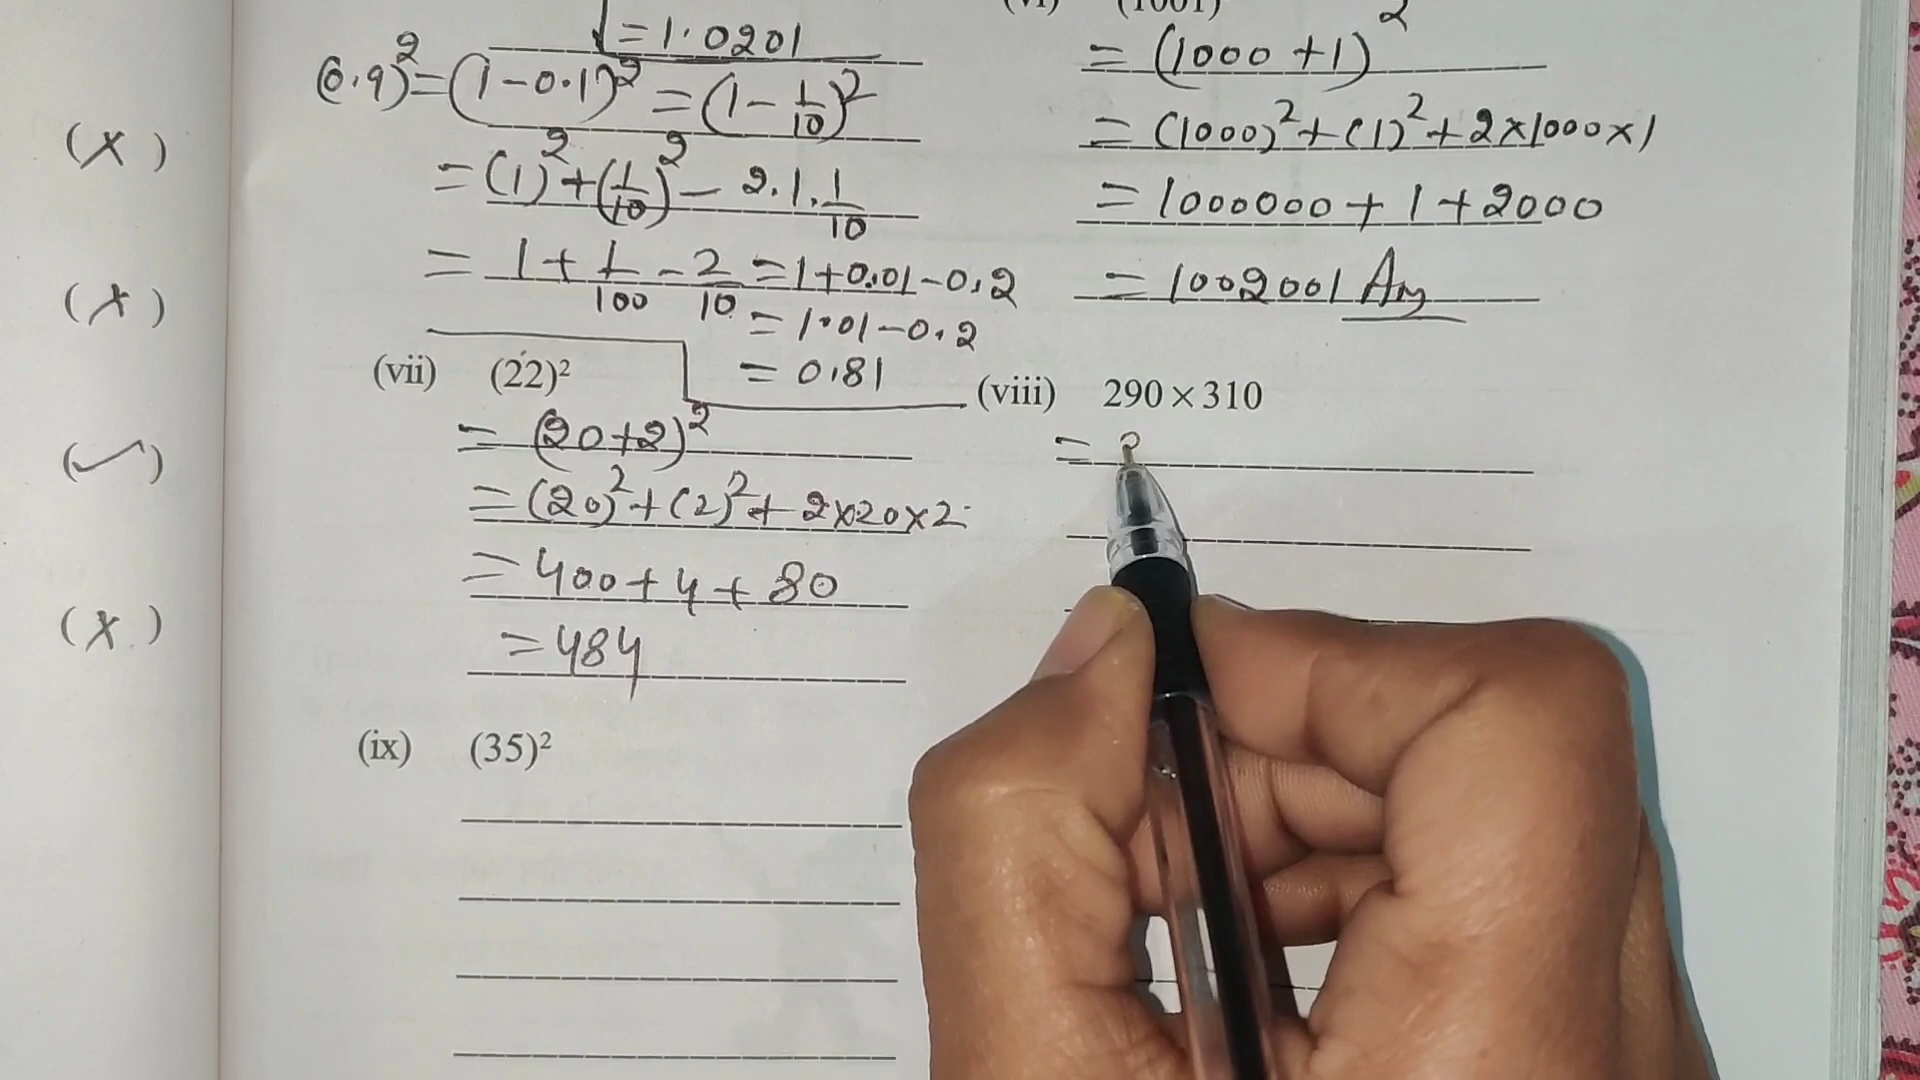 = 1.0201
(0.9)² = (1 - 0.1)² = (1 - 1/10)²
= (1)² + (1/10)² - 2.1.1/10
= 1 + 1/100 - 2/10 = 1 + 0.01 - 0.2
= 1.01 - 0.2
= 0.81
(vi) (1001)²
= (1000 + 1)²
= (1000)² + (1)² + 2 × 1000 × 1
= 1000000 + 1 + 2000
= 1002001 Ans
(×)
(×)
(✓)
(×)
(vii) (22)²
= (20+2)²
= (20)² + (2)² + 2×20×2
= 400 + 4 + 80
= 484
(viii) 290 × 310
=
(ix) (35)²